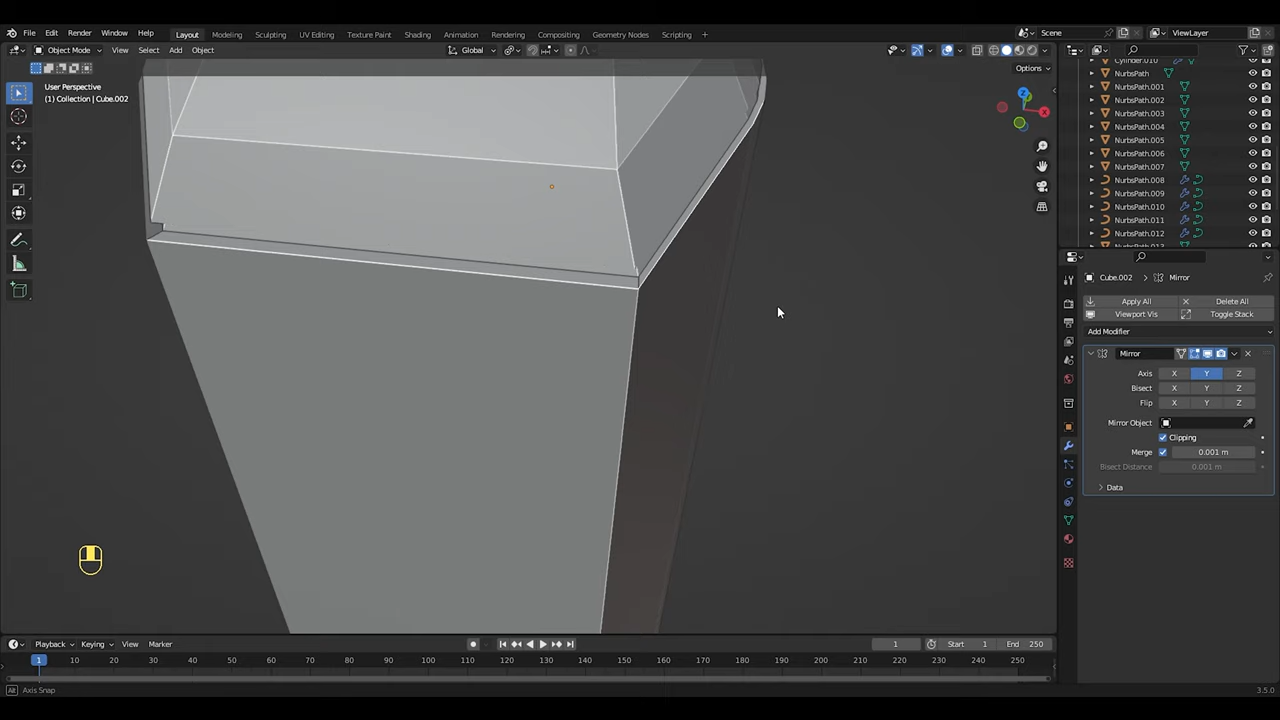 File Edit Render Window Help Layout Modeling Sculpting UV Editing Texture Paint Shading Animation Rendering Compositing Geometry Nodes Scripting + Scene ViewLayer
Object Mode View Select Add Object Global
Options
User Perspective
(1) Collection | Cube.002
NurbsPath
NurbsPath.001
NurbsPath.002
NurbsPath.003
NurbsPath.004
NurbsPath.005
NurbsPath.006
NurbsPath.007
NurbsPath.008
NurbsPath.009
NurbsPath.010
NurbsPath.011
NurbsPath.012
Cube.002 > Mirror
Apply All Delete All
Viewport Vis Toggle Stack
Add Modifier
Mirror
Axis X Y Z
Bisect X Y Z
Flip X Y Z
Mirror Object
Clipping
Merge 0.001 m
Bisect Distance 0.001 m
Data
Playback Keying View Marker 1 Start 1 End 250
1 10 20 30 40 50 60 70 80 90 100 110 120 130 140 150 160 170 180 190 200 210 220 230 240 250
Alt Axis Snap 3.5.0